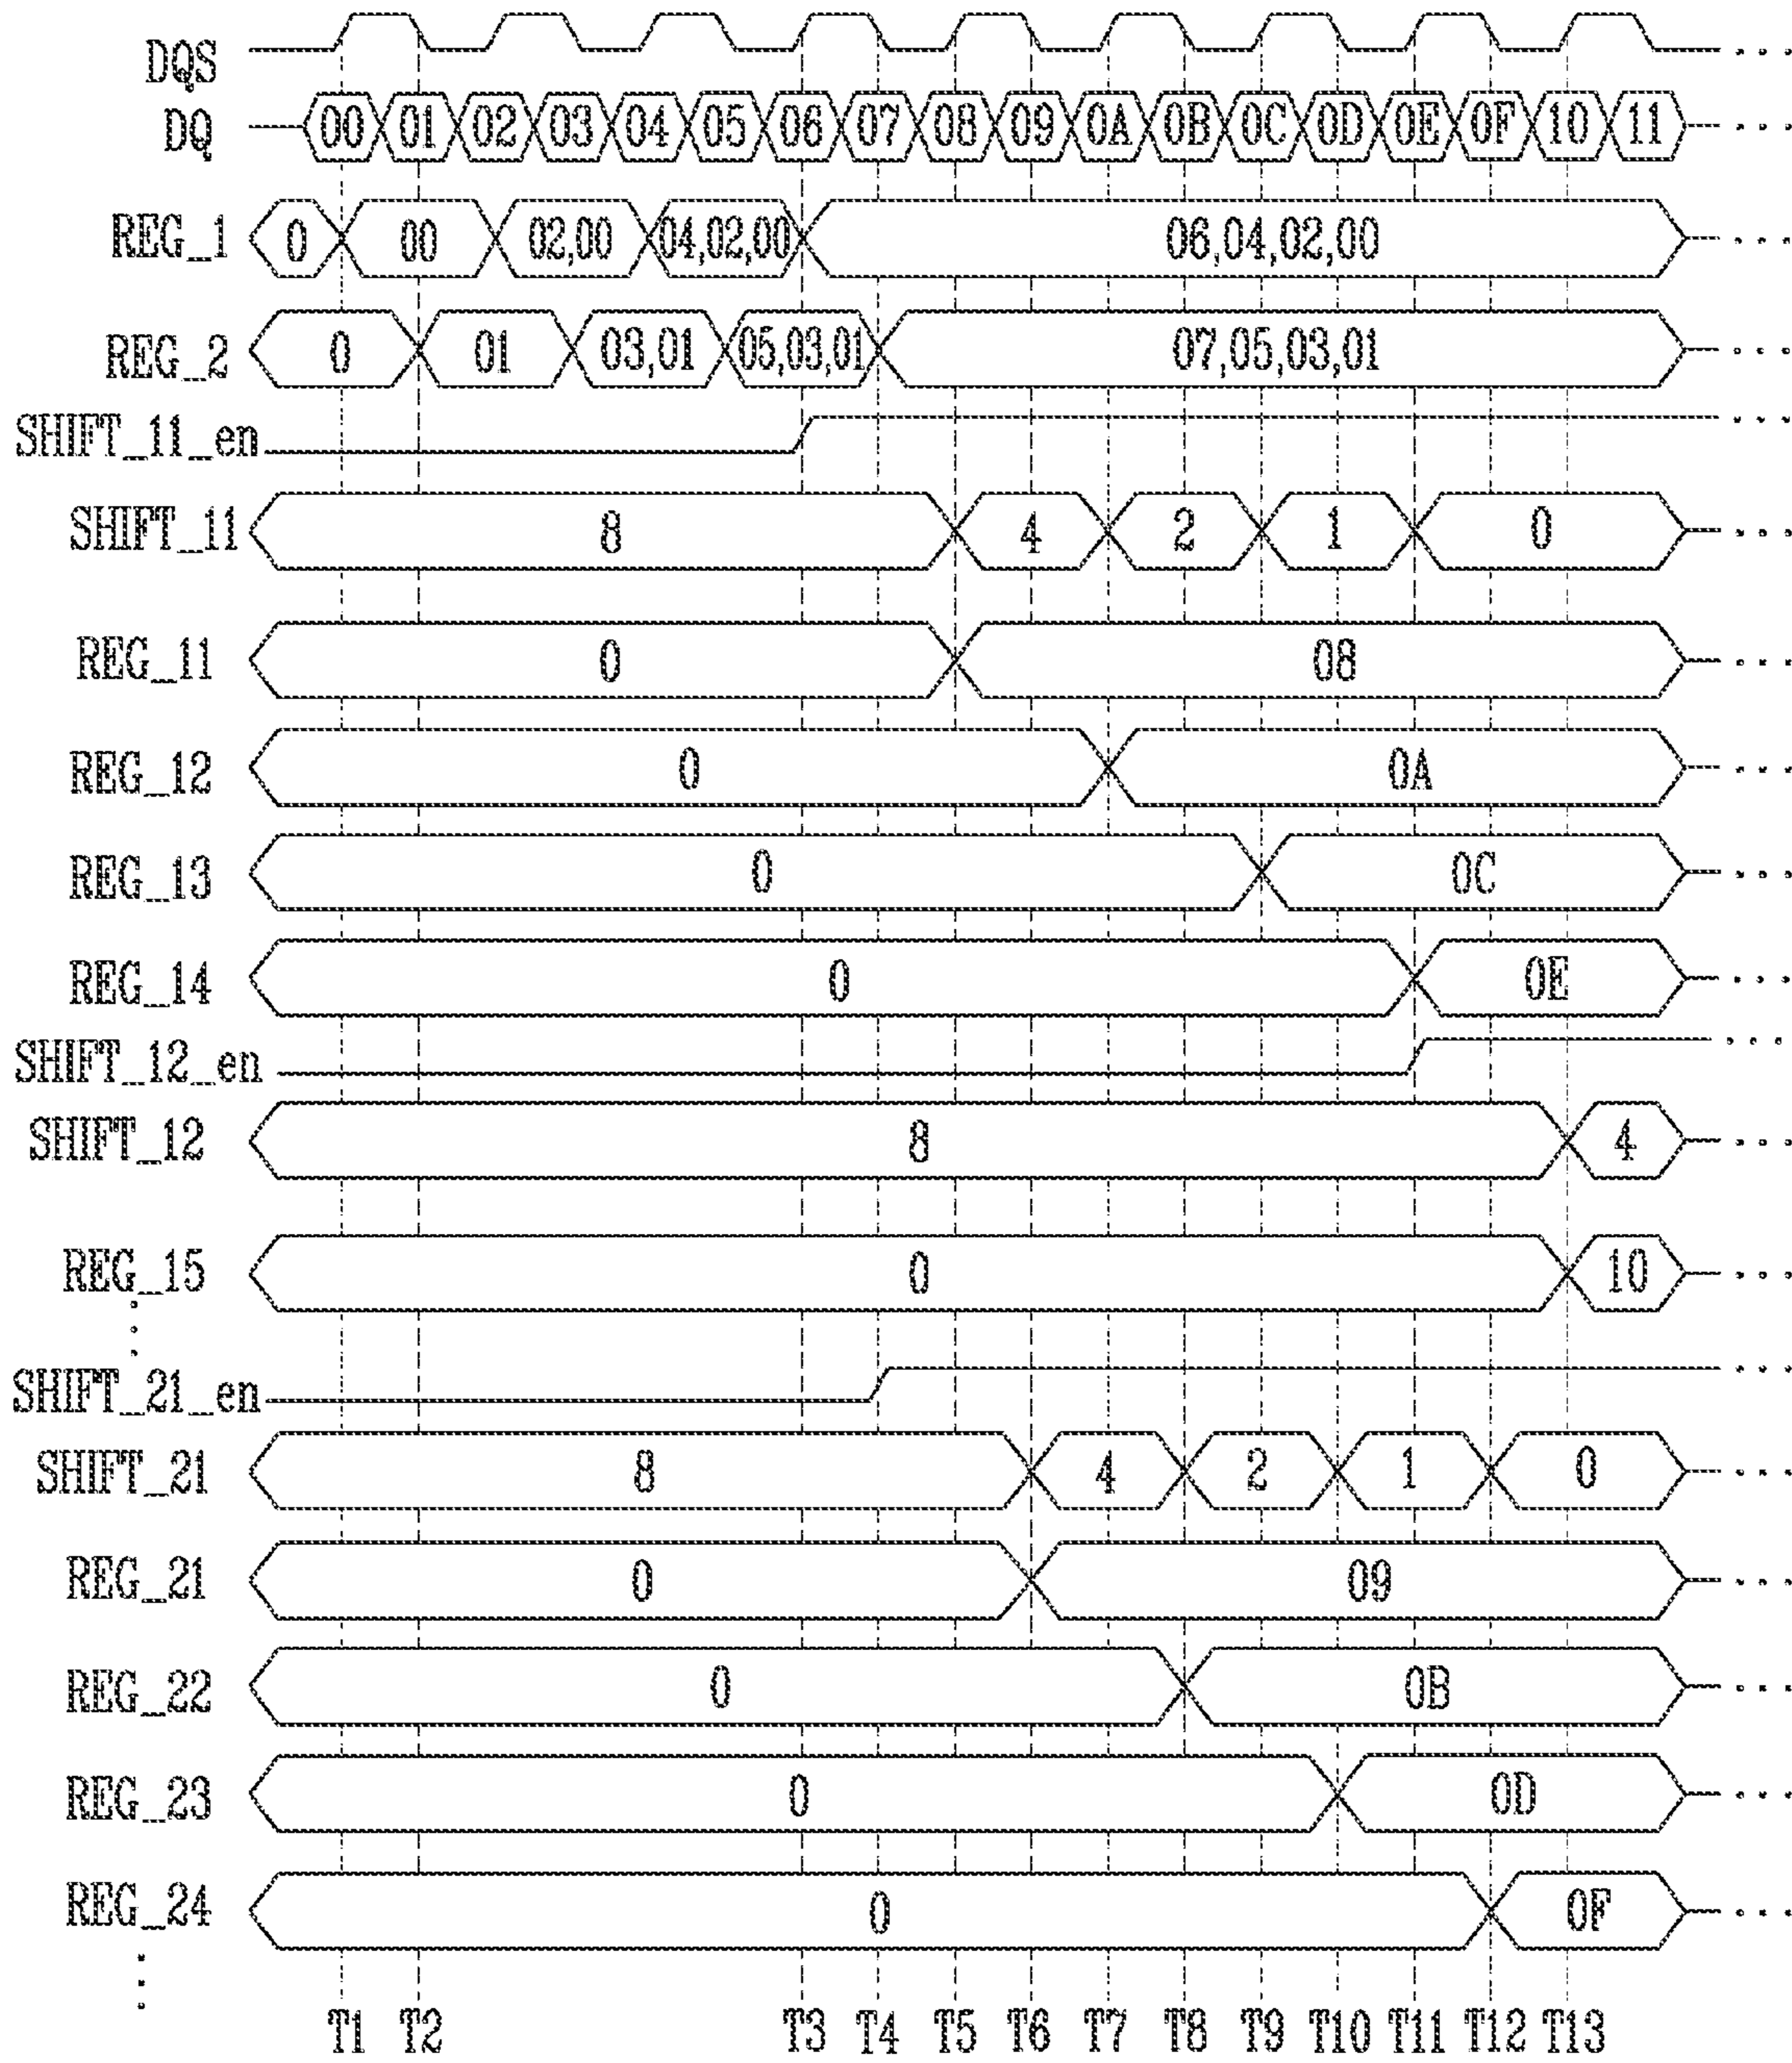 DQS
DQ 00 01 02 03 04 05 06 07 08 09 0A 0B 0C 0D 0E 0F 10 11
REG_1 0 00 02,00 04,02,00 06,04,02,00
REG_2 0 01 03,01 05,03,01 07,05,03,01
SHIFT_11_en
SHIFT_11 8 4 2 1 0
REG_11 0 08
REG_12 0 0A
REG_13 0 0C
REG_14 0 0E
SHIFT_12_en
SHIFT_12 8 4
REG_15 0 10
SHIFT_21_en
SHIFT_21 8 4 2 1 0
REG_21 0 09
REG_22 0 0B
REG_23 0 0D
REG_24 0 0F
T1 T2 T3 T4 T5 T6 T7 T8 T9 T10 T11 T12 T13